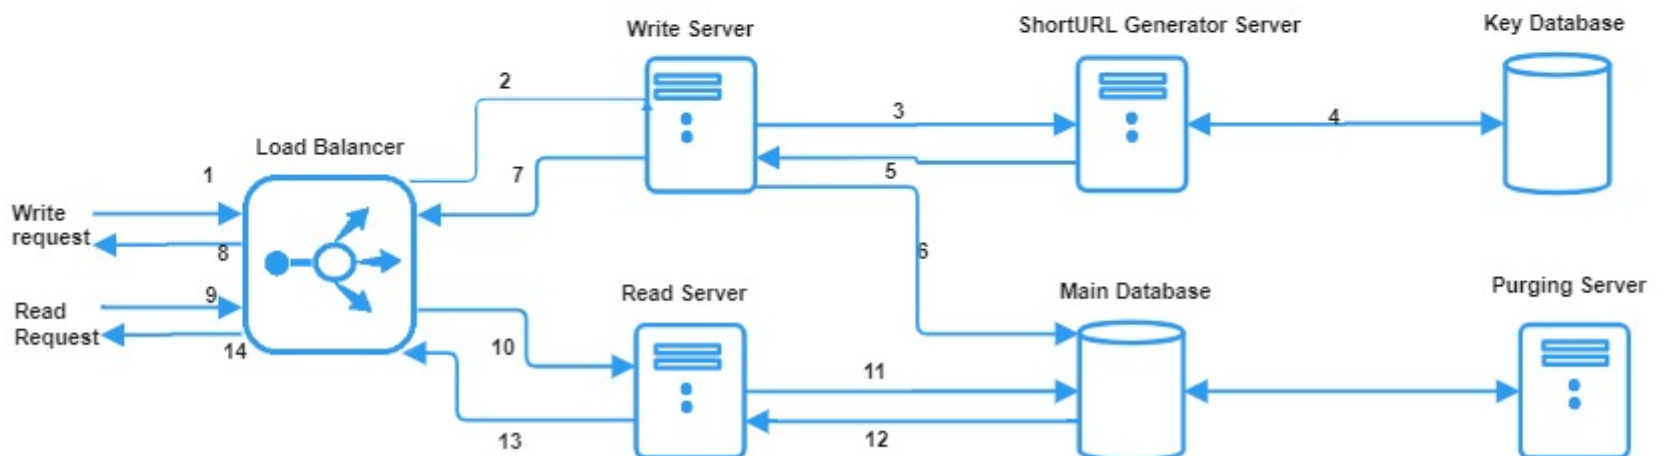 Write Server
ShortURL Generator Server
Key Database
2
3
4
Load Balancer
1
7
5
Write
request
8
6
Read Server
Main Database
Purging Server
9
Read
Request
14
10
11
13
12